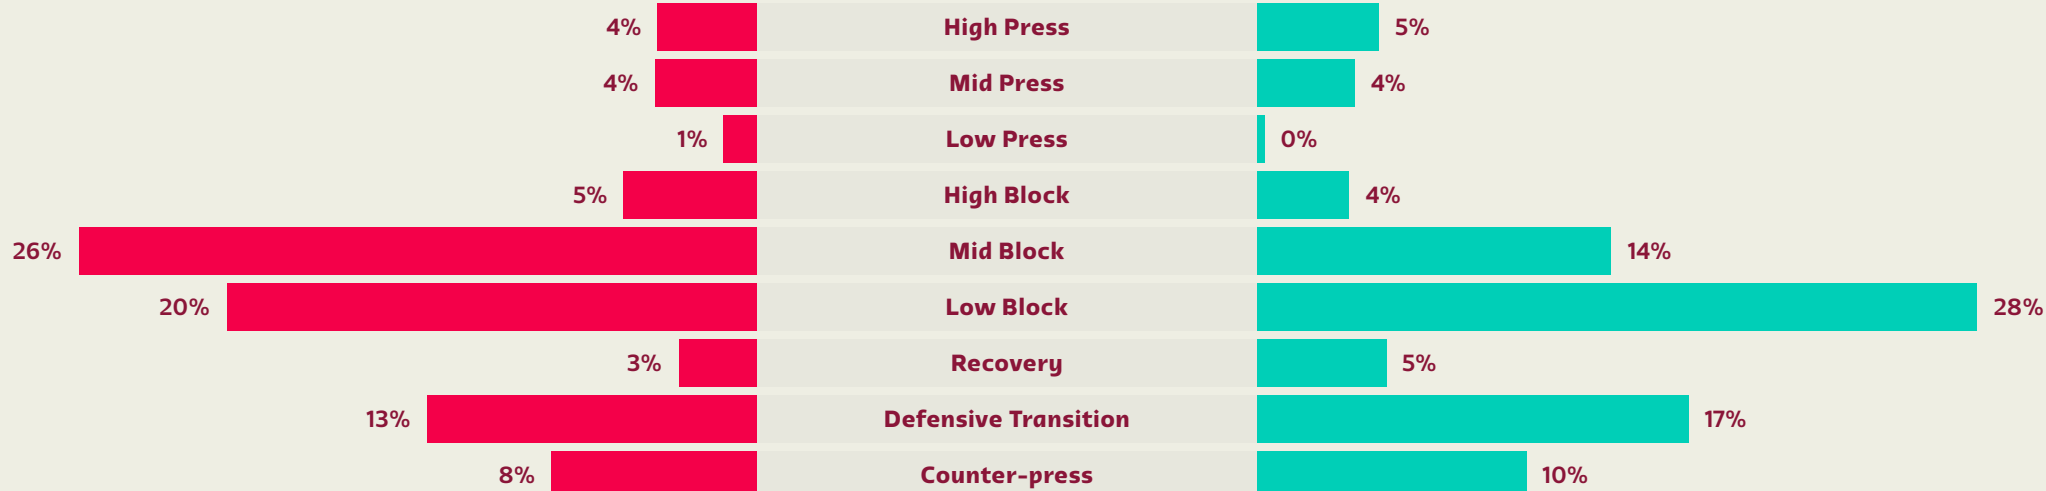 4% High Press 5%
4% Mid Press 4%
1% Low Press 0%
5% High Block 4%
26% Mid Block 14%
20% Low Block 28%
3% Recovery 5%
13% Defensive Transition 17%
8% Counter-press 10%